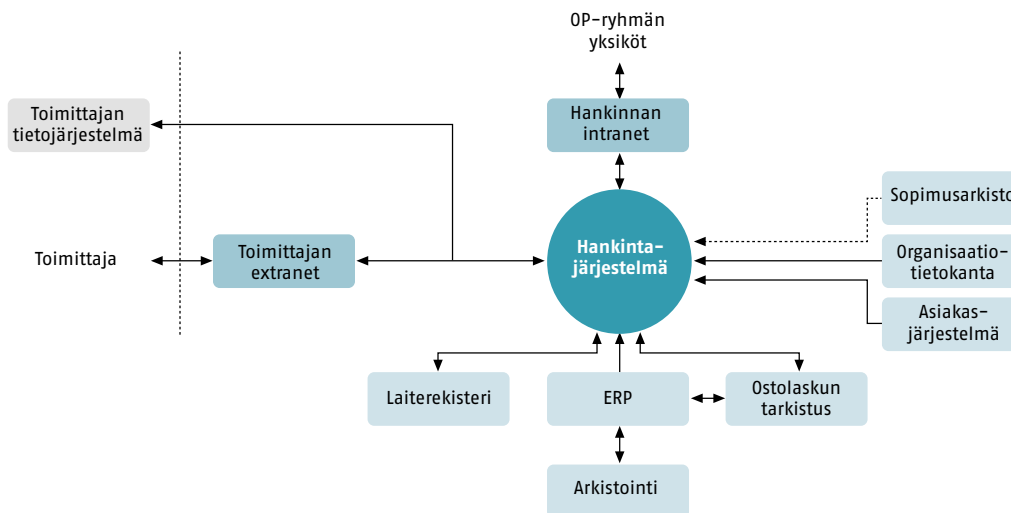 OP-ryhmän
yksiköt
Toimittajan
tietojärjestelmä
Hankinnan
intranet
Sopimusarkisto
Toimittaja
Toimittajan
extranet
Hankinta-
järjestelmä
Organisaatio-
tietokanta
Asiakas-
järjestelmä
Laiterekisteri
ERP
Ostolaskun
tarkistus
Arkistointi